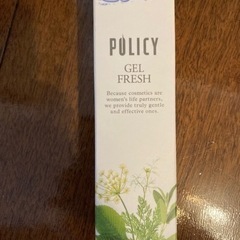 POLICY
GEL
FRESH
Because cosmetics are
women's life partners,
we provide truly gentle
and effective ones.